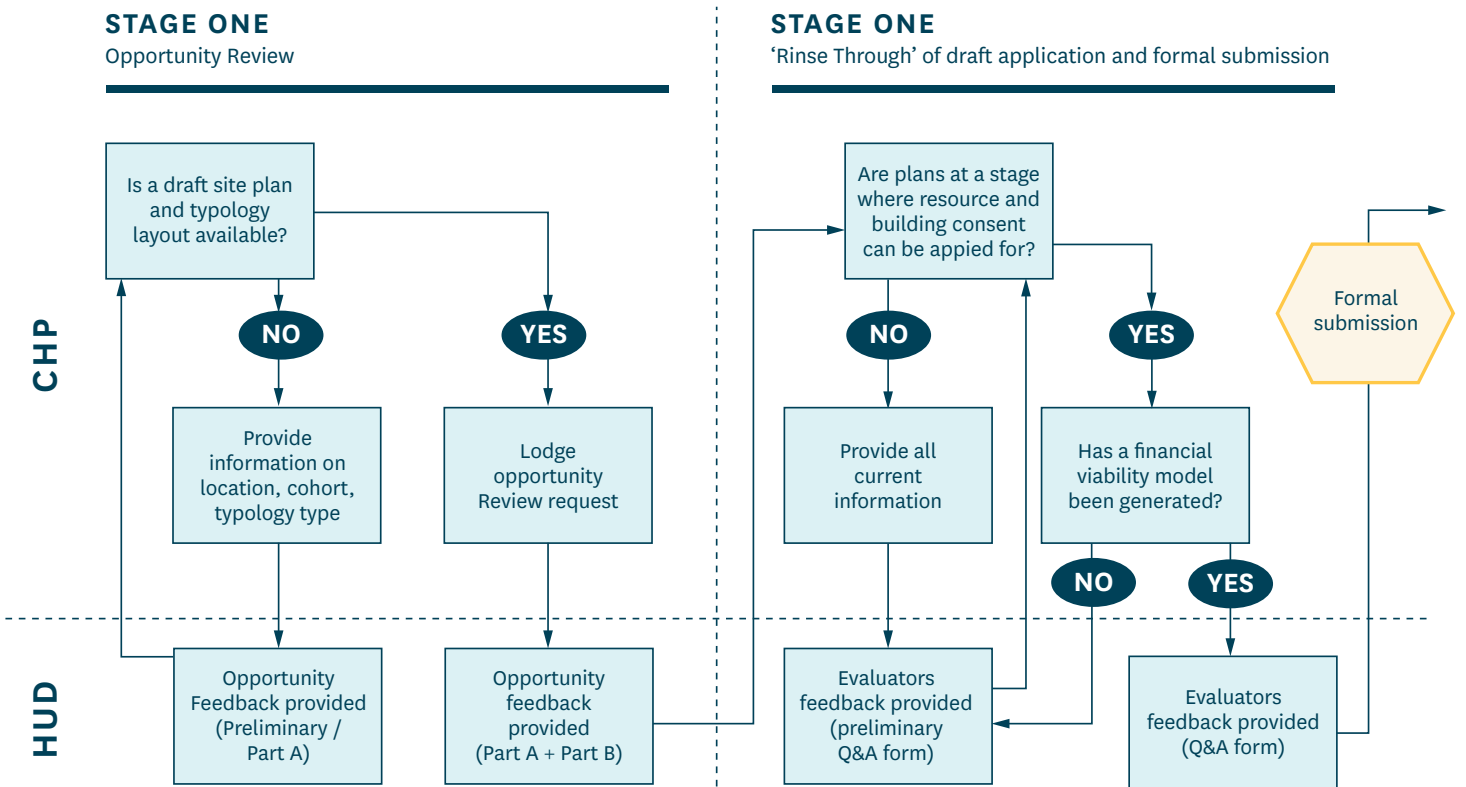 STAGE ONE
Opportunity Review
STAGE ONE
‘Rinse Through’ of draft application and formal submission
CHP
Is a draft site plan
and typology
layout available?
NO
YES
Provide
information on
location, cohort,
typology type
Lodge
opportunity
Review request
Are plans at a stage
where resource and
building consent
can be appied for?
NO
YES
Provide all
current
information
Has a financial
viability model
been generated?
NO
YES
Formal
submission
HUD
Opportunity
Feedback provided
(Preliminary /
Part A)
Opportunity
feedback
provided
(Part A + Part B)
Evaluators
feedback provided
(preliminary
Q&A form)
Evaluators
feedback provided
(Q&A form)